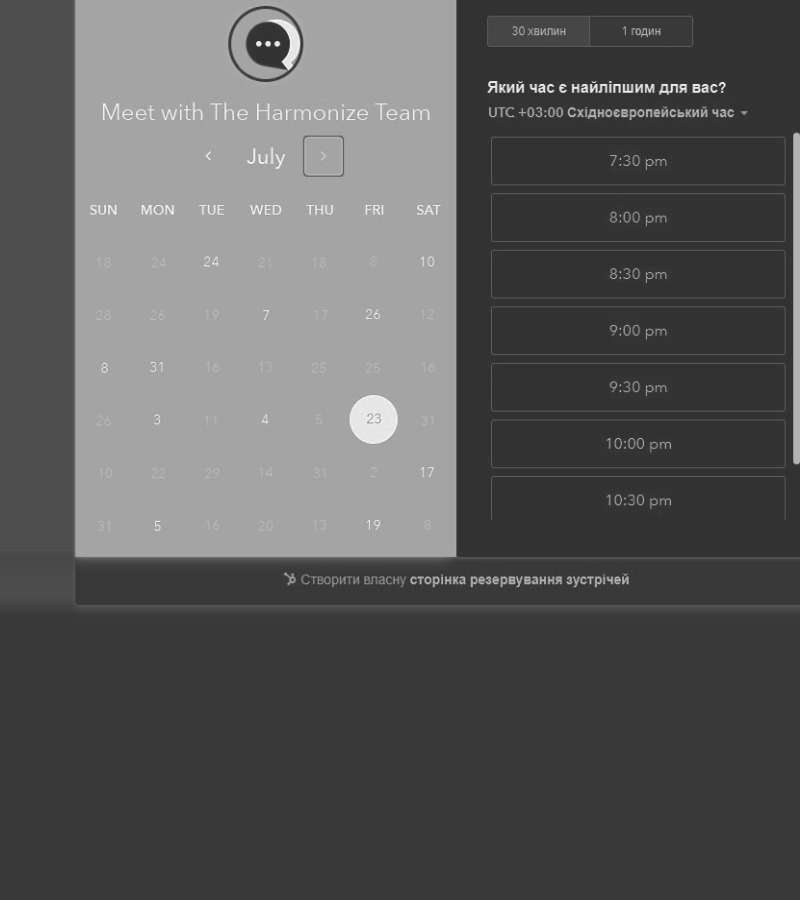 30 хвилин 1 годин
Який час є найліпшим для вас?
UTC +03:00 Східноєвропейський час
Meet with The Harmonize Team
July
SUN MON TUE WED THU FRI SAT
18 24 24 21 18 8 10
28 26 19 7 17 26 12
8 31 16 13 25 25 16
26 3 11 4 5 23 31
10 22 29 14 31 2 17
31 5 16 20 13 19 8
7:30 pm
8:00 pm
8:30 pm
9:00 pm
9:30 pm
10:00 pm
10:30 pm
Створити власну сторінка резервування зустрічей